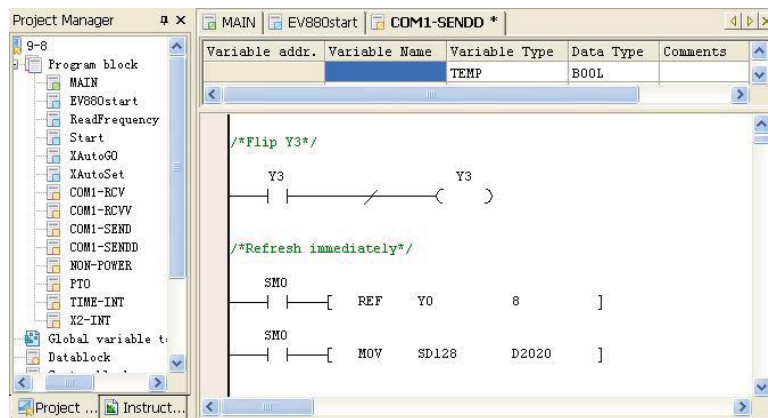 Project Manager
9-8
Program block
MAIN
EV880start
ReadFrequency
Start
XAutoGO
XAutoSet
COM1-RCV
COM1-RCVV
COM1-SEND
COM1-SENDD
NON-POWER
PTO
TIME-INT
X2-INT
Global variable t
Datablock
Project ... Instruct...
MAIN EV880start COM1-SENDD *
Variable addr. Variable Name Variable Type Data Type Comments
TEMP BOOL
/*Flip Y3*/
Y3 Y3
/*Refresh immediately*/
SM0
[ REF Y0 8 ]
SM0
[ MOV SD128 D2020 ]